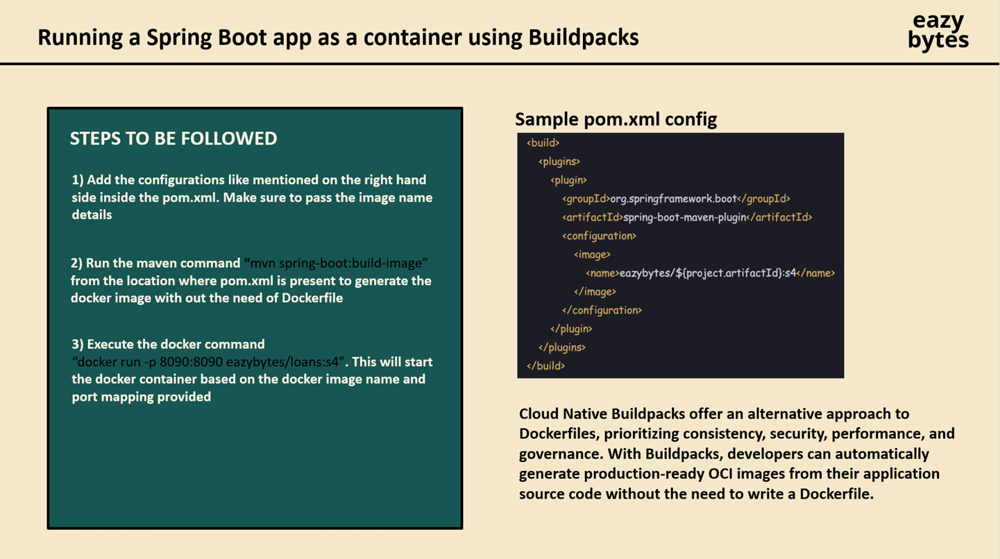 Running a Spring Boot app as a container using Buildpacks
eazy
bytes
STEPS TO BE FOLLOWED
1) Add the configurations like mentioned on the right hand
side inside the pom.xml. Make sure to pass the image name
details
2) Run the maven command “mvn spring-boot:build-image”
from the location where pom.xml is present to generate the
docker image with out the need of Dockerfile
3) Execute the docker command
“docker run -p 8090:8090 eazybytes/loans:s4”. This will start
the docker container based on the docker image name and
port mapping provided
Sample pom.xml config
<build>
<plugins>
<plugin>
<groupId>org.springframework.boot</groupId>
<artifactId>spring-boot-maven-plugin</artifactId>
<configuration>
<image>
<name>eazybytes/${project.artifactId}:s4</name>
</image>
</configuration>
</plugin>
</plugins>
</build>
Cloud Native Buildpacks offer an alternative approach to
Dockerfiles, prioritizing consistency, security, performance, and
governance. With Buildpacks, developers can automatically
generate production-ready OCI images from their application
source code without the need to write a Dockerfile.